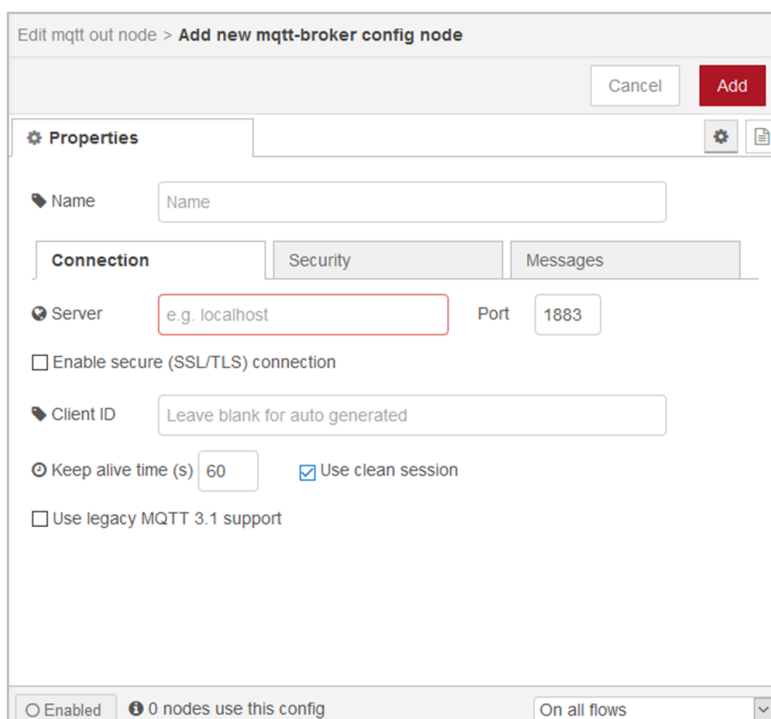 Edit mqtt out node > Add new mqtt-broker config node
Cancel Add
Properties
Name Name
Connection Security Messages
Server e.g. localhost Port 1883
Enable secure (SSL/TLS) connection
Client ID Leave blank for auto generated
Keep alive time (s) 60 Use clean session
Use legacy MQTT 3.1 support
Enabled 0 nodes use this config On all flows